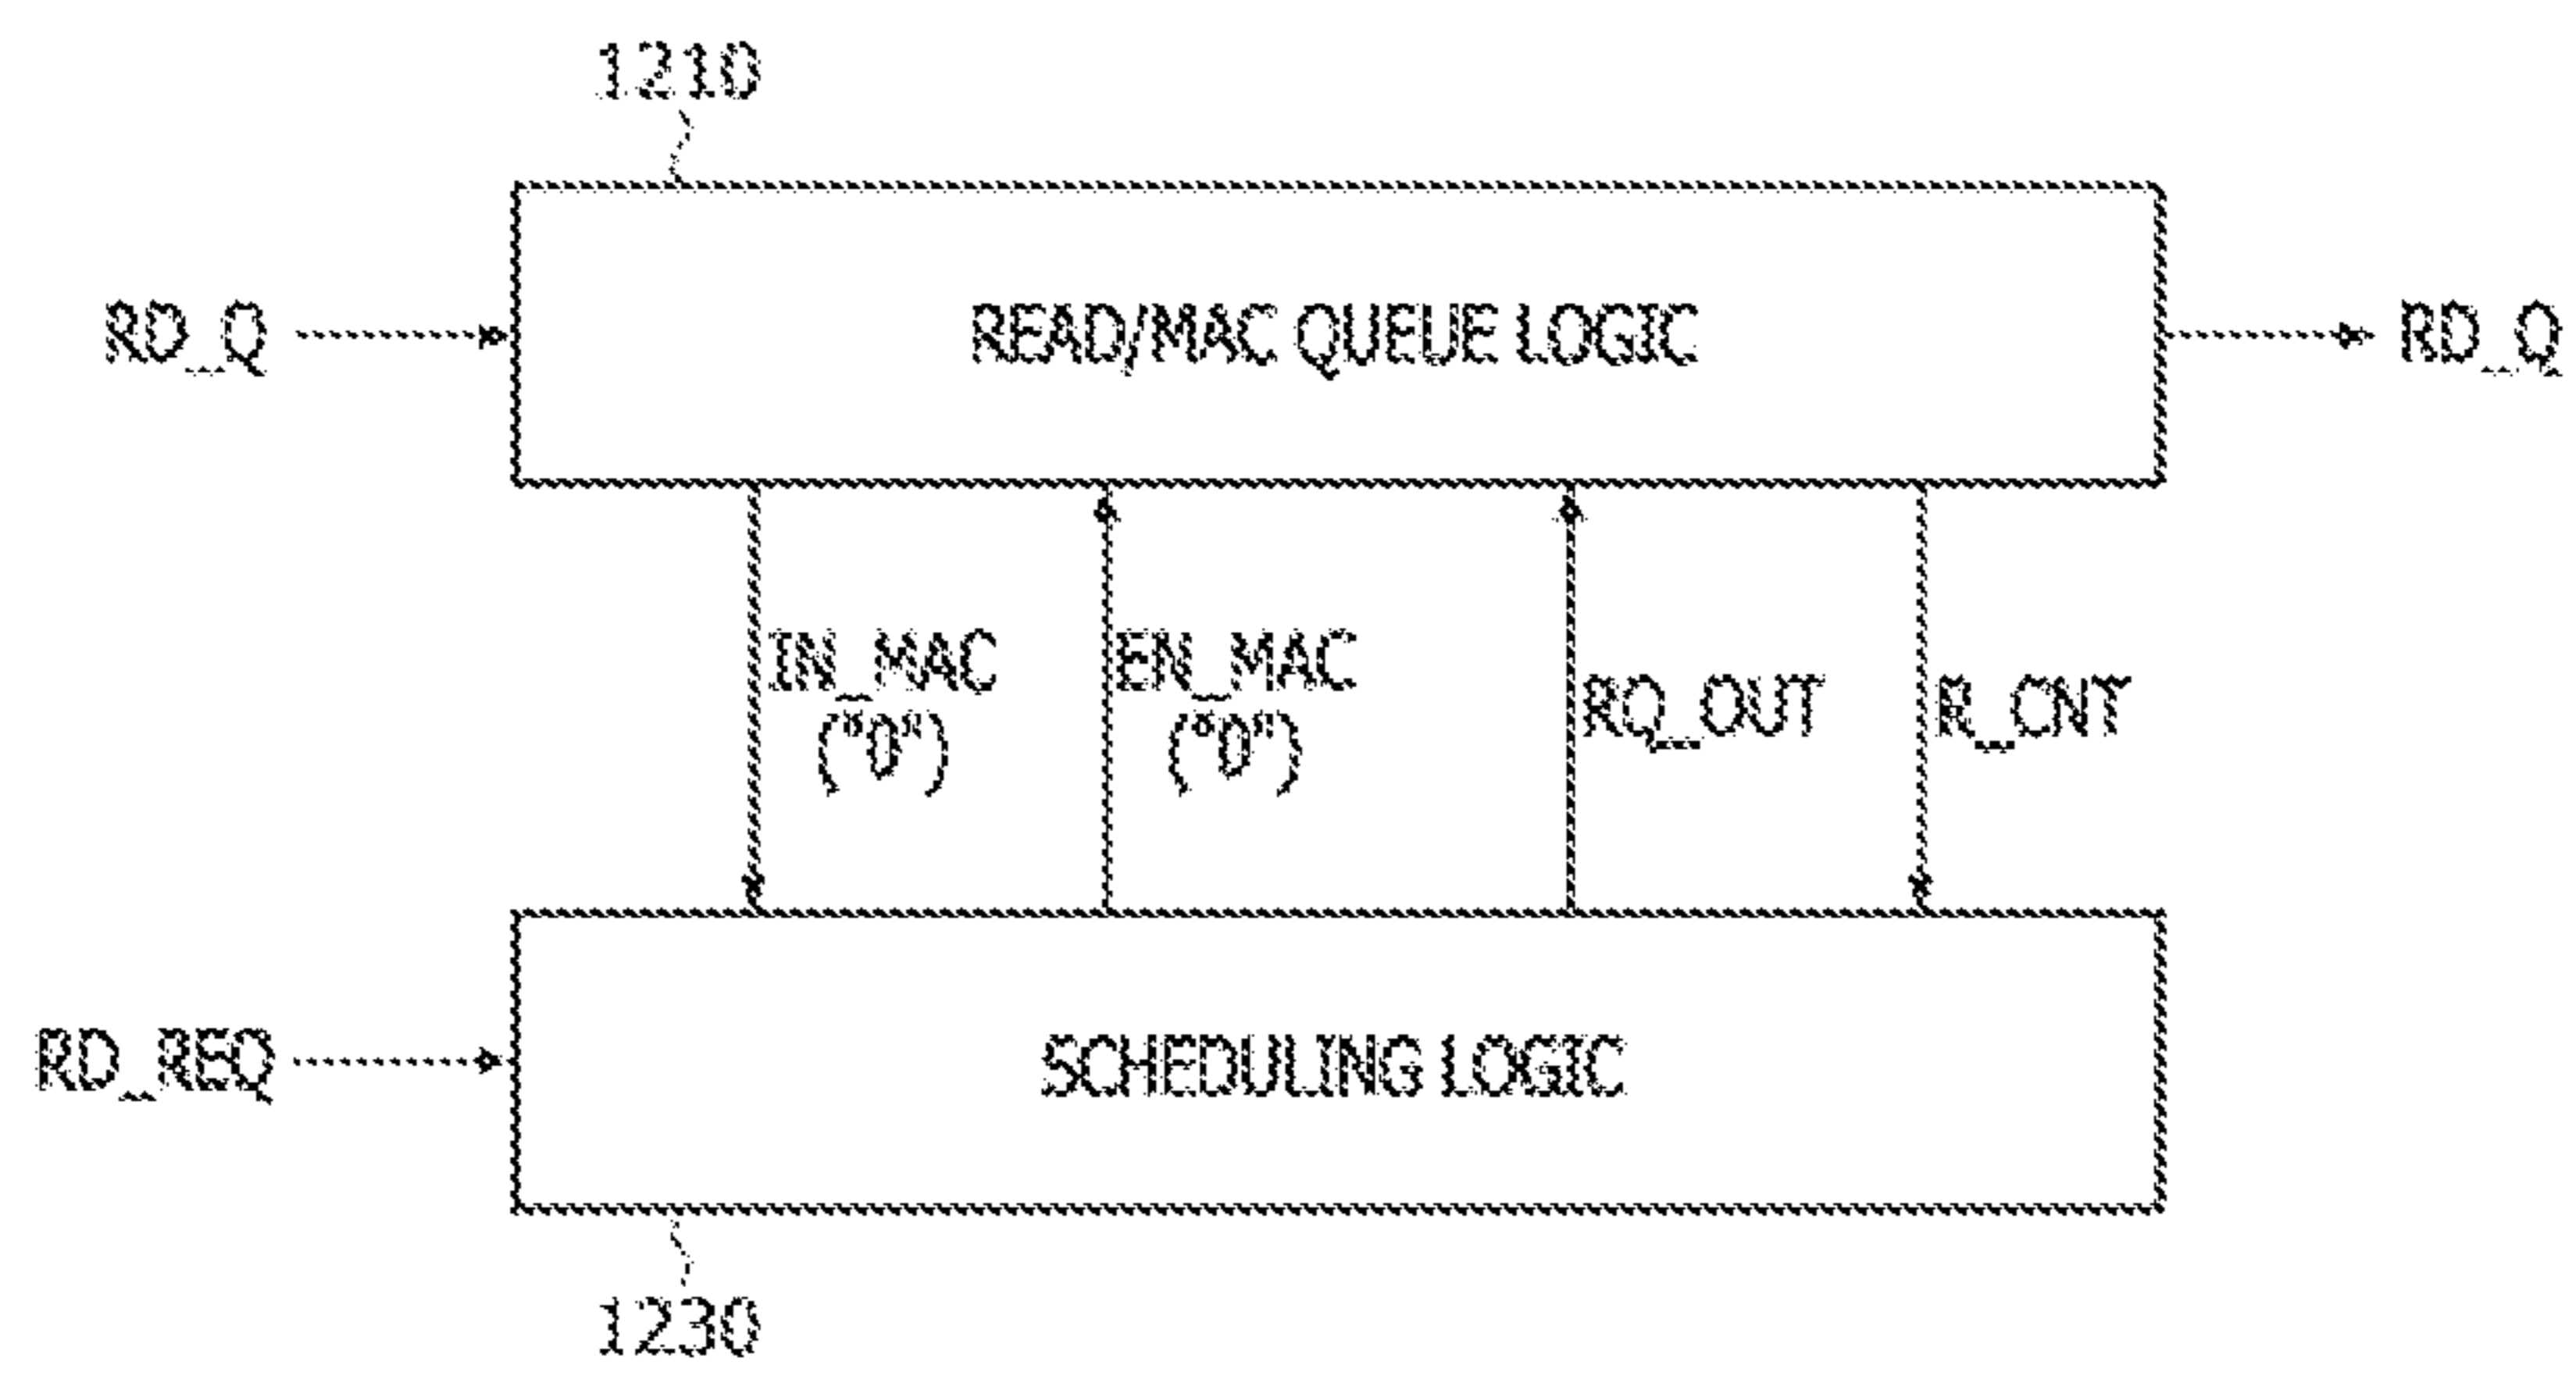 1210
RD_Q
READ/MAC QUEUE LOGIC
RD_Q
IN_MAC
("0")
EN_MAC
("0")
RQ_OUT
R_CNT
RD_REQ
SCHEDULING LOGIC
1230